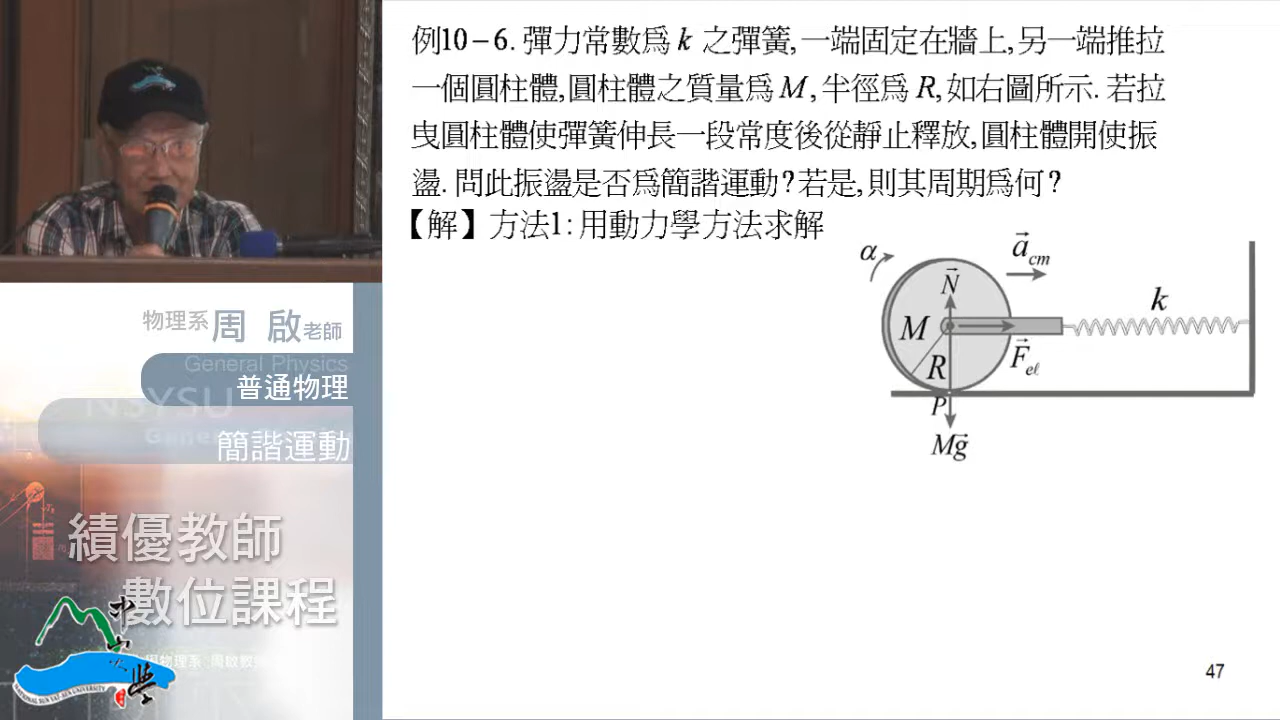 例10-6. 彈力常數爲 k 之彈簧, 一端固定在牆上, 另一端推拉
一個圓柱體, 圓柱體之質量爲 M, 半徑爲 R, 如右圖所示. 若拉
曳圓柱體使彈簧伸長一段常度後從靜止釋放, 圓柱體開使振
盪. 問此振盪是否爲簡諧運動? 若是, 則其周期爲何?
【解】方法1: 用動力學方法求解
α
a⃗cm
N⃗
k
M
F⃗eℓ
R
P
Mg⃗
物理系 周 啟 老師
General Physics
普通物理
NSYSU
簡諧運動
績優教師
數位課程
47